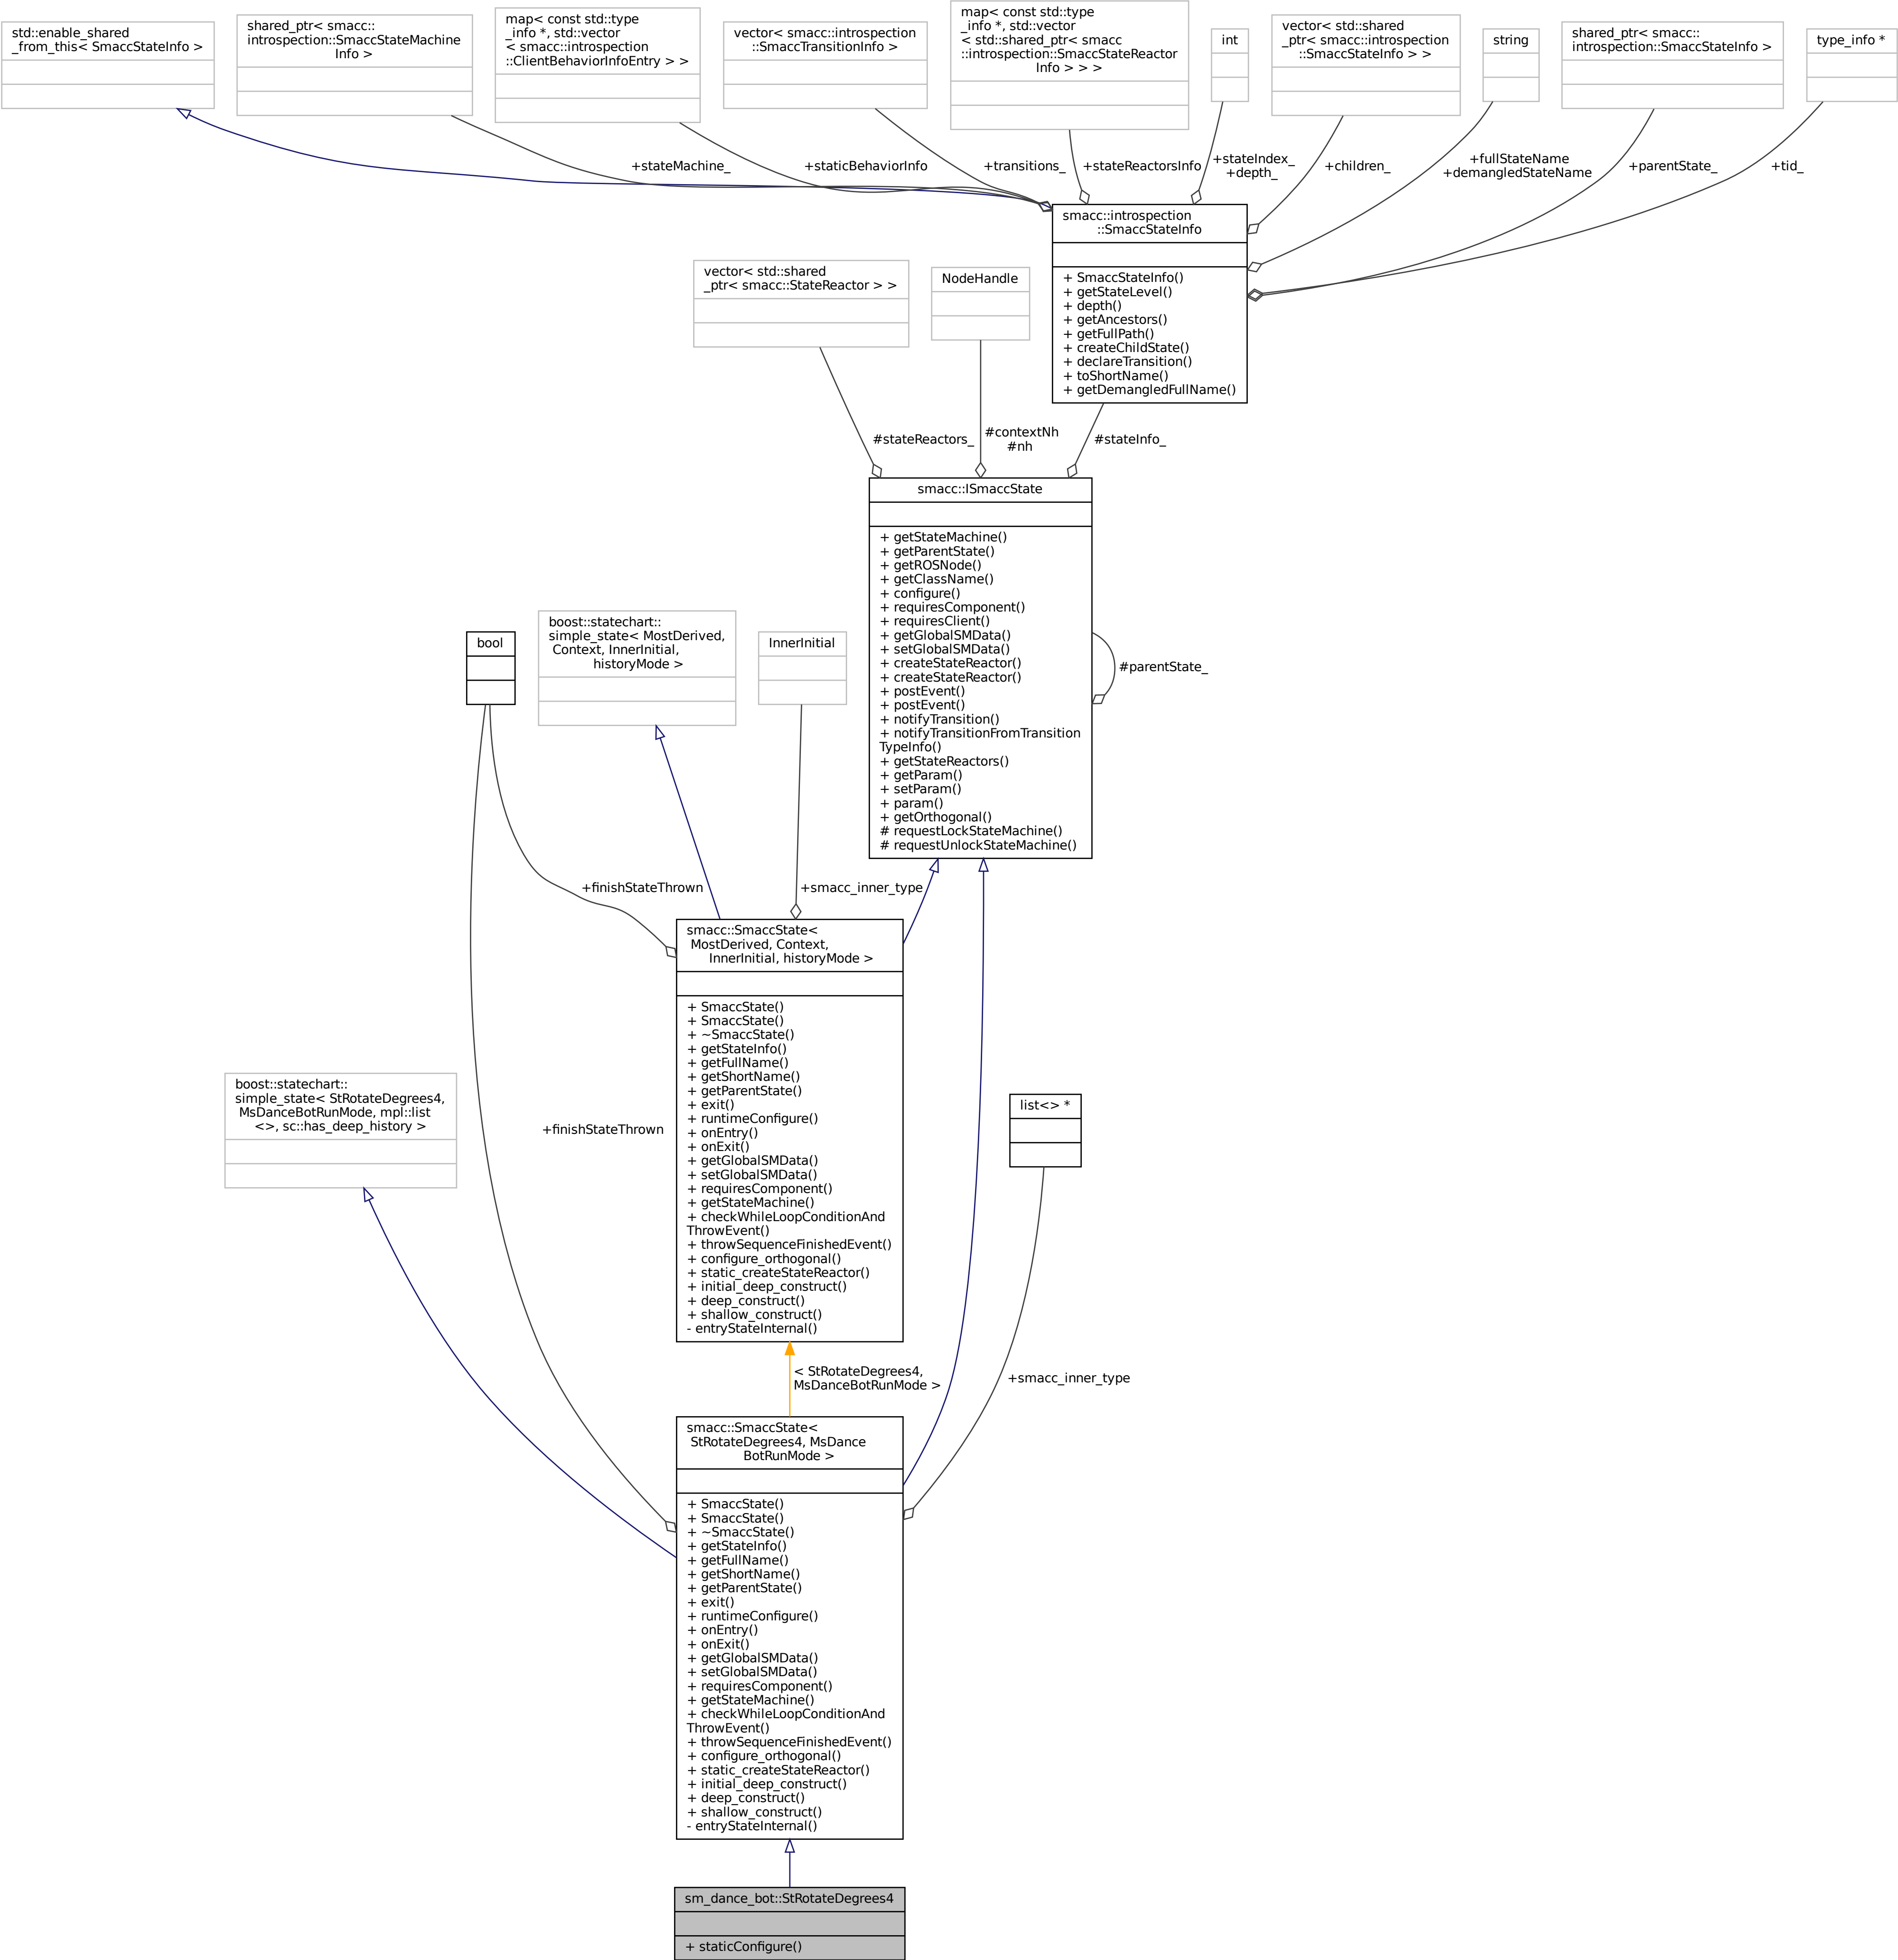 std::enable_shared
_from_this< SmaccStateInfo >
shared_ptr< smacc::
introspection::SmaccStateMachine
Info >
map< const std::type
_info *, std::vector
< smacc::introspection
::ClientBehaviorInfoEntry > >
vector< smacc::introspection
::SmaccTransitionInfo >
map< const std::type
_info *, std::vector
< std::shared_ptr< smacc
::introspection::SmaccStateReactor
Info > > >
int
vector< std::shared
_ptr< smacc::introspection
::SmaccStateInfo > >
string
shared_ptr< smacc::
introspection::SmaccStateInfo >
type_info *
+stateMachine_
+staticBehaviorInfo
+transitions_
+stateReactorsInfo
+stateIndex_
+depth_
+children_
+fullStateName
+demangledStateName
+parentState_
+tid_
smacc::introspection
::SmaccStateInfo
+ SmaccStateInfo()
+ getStateLevel()
+ depth()
+ getAncestors()
+ getFullPath()
+ createChildState()
+ declareTransition()
+ toShortName()
+ getDemangledFullName()
vector< std::shared
_ptr< smacc::StateReactor > >
NodeHandle
#stateReactors_
#contextNh
#nh
#stateInfo_
smacc::ISmaccState
+ getStateMachine()
+ getParentState()
+ getROSNode()
+ getClassName()
+ configure()
+ requiresComponent()
+ requiresClient()
+ getGlobalSMData()
+ setGlobalSMData()
+ createStateReactor()
+ createStateReactor()
+ postEvent()
+ postEvent()
+ notifyTransition()
+ notifyTransitionFromTransition
TypeInfo()
+ getStateReactors()
+ getParam()
+ setParam()
+ param()
+ getOrthogonal()
# requestLockStateMachine()
# requestUnlockStateMachine()
#parentState_
bool
boost::statechart::
simple_state< MostDerived,
Context, InnerInitial,
historyMode >
InnerInitial
+finishStateThrown
+smacc_inner_type
smacc::SmaccState<
MostDerived, Context,
InnerInitial, historyMode >
+ SmaccState()
+ SmaccState()
+ ~SmaccState()
+ getStateInfo()
+ getFullName()
+ getShortName()
+ getParentState()
+ exit()
+ runtimeConfigure()
+ onEntry()
+ onExit()
+ getGlobalSMData()
+ setGlobalSMData()
+ requiresComponent()
+ getStateMachine()
+ checkWhileLoopConditionAnd
ThrowEvent()
+ throwSequenceFinishedEvent()
+ configure_orthogonal()
+ static_createStateReactor()
+ initial_deep_construct()
+ deep_construct()
+ shallow_construct()
- entryStateInternal()
boost::statechart::
simple_state< StRotateDegrees4,
MsDanceBotRunMode, mpl::list
<>, sc::has_deep_history >
+finishStateThrown
list<> *
< StRotateDegrees4,
MsDanceBotRunMode >
+smacc_inner_type
smacc::SmaccState<
StRotateDegrees4, MsDance
BotRunMode >
+ SmaccState()
+ SmaccState()
+ ~SmaccState()
+ getStateInfo()
+ getFullName()
+ getShortName()
+ getParentState()
+ exit()
+ runtimeConfigure()
+ onEntry()
+ onExit()
+ getGlobalSMData()
+ setGlobalSMData()
+ requiresComponent()
+ getStateMachine()
+ checkWhileLoopConditionAnd
ThrowEvent()
+ throwSequenceFinishedEvent()
+ configure_orthogonal()
+ static_createStateReactor()
+ initial_deep_construct()
+ deep_construct()
+ shallow_construct()
- entryStateInternal()
sm_dance_bot::StRotateDegrees4
+ staticConfigure()